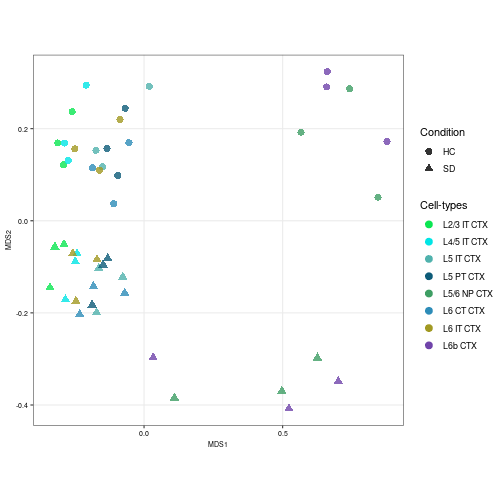 Condition
HC
SD
Cell-types
L2/3 IT CTX
L4/5 IT CTX
L5 IT CTX
L5 PT CTX
L5/6 NP CTX
L6 CT CTX
L6 IT CTX
L6b CTX
0.2
0.0
-0.2
-0.4
MDS2
0.0
0.5
MDS1